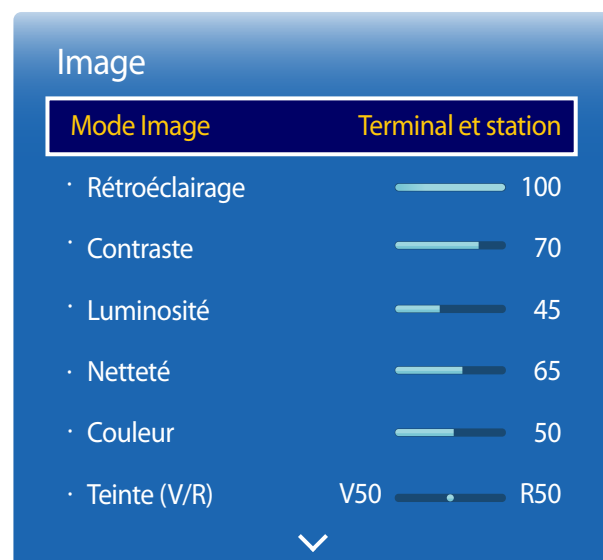 Image
Mode Image Terminal et station
· Rétroéclairage 100
· Contraste 70
· Luminosité 45
· Netteté 65
· Couleur 50
· Teinte (V/R) V50 R50